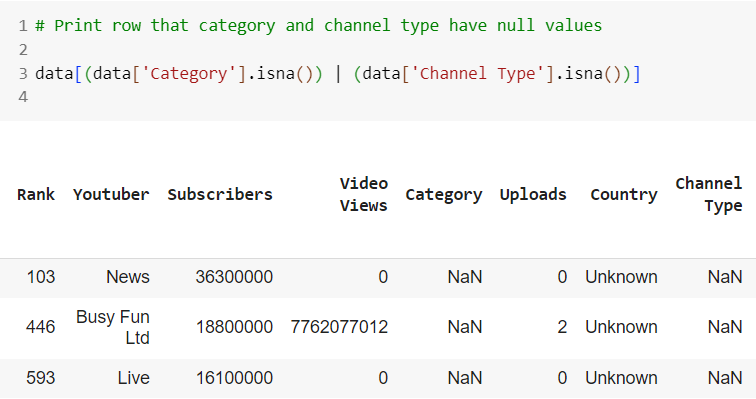 1 # Print row that category and channel type have null values
2
3 data[(data['Category'].isna()) | (data['Channel Type'].isna())]
4
Rank Youtuber Subscribers Video Views Category Uploads Country Channel Type
103 News 36300000 0 NaN 0 Unknown NaN
446 Busy Fun Ltd 18800000 7762077012 NaN 2 Unknown NaN
593 Live 16100000 0 NaN 0 Unknown NaN